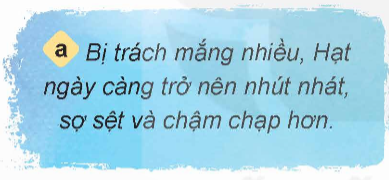 a Bị trách mắng nhiều, Hạt
ngày càng trở nên nhút nhát,
sợ sệt và chậm chạp hơn.